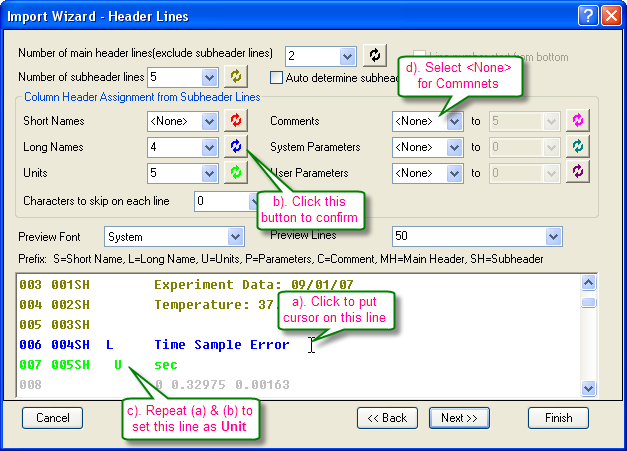 Import Wizard - Header Lines
Number of main header lines(exclude subheader lines) 2
from bottom
Number of subheader lines 5 Auto determine subhead
d). Select <None>
for Commnets
Column Header Assignment from Subheader Lines
Short Names <None> Comments <None> to 5
Long Names 4 System Parameters <None> to 0
Units 5 User Parameters <None> to 0
Characters to skip on each line 0
b). Click this
button to confirm
Preview Font System Preview Lines 50
Prefix: S=Short Name, L=Long Name, U=Units, P=Parameters, C=Comment, MH=Main Header, SH=Subheader
003 001SH Experiment Data: 09/01/07
004 002SH Temperature: 37.
005 003SH
a). Click to put
cursor on this line
006 004SH L Time Sample Error
007 005SH U sec
008 0 0.32975 0.00163
c). Repeat (a) & (b) to
set this line as Unit
Cancel << Back Next >> Finish